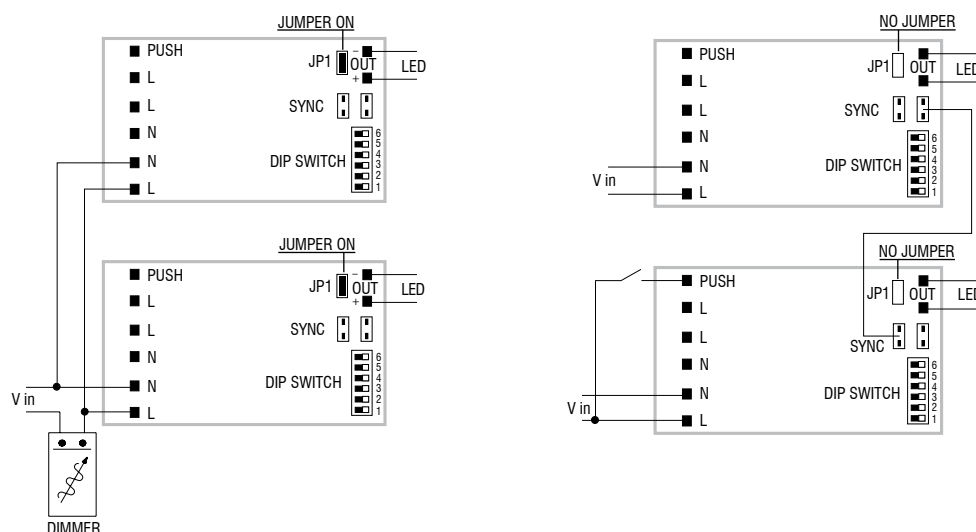 JUMPER ON
PUSH
JP1
-
OUT
+
LED
L
L
SYNC
N
N
L
DIP SWITCH
6
5
4
3
2
1
JUMPER ON
PUSH
JP1
-
OUT
+
LED
L
L
SYNC
N
N
L
DIP SWITCH
6
5
4
3
2
1
V in
DIMMER
NO JUMPER
PUSH
JP1
OUT
LED
L
L
SYNC
N
N
L
DIP SWITCH
6
5
4
3
2
1
V in
NO JUMPER
PUSH
JP1
OUT
LED
L
L
SYNC
N
N
L
DIP SWITCH
6
5
4
3
2
1
V in